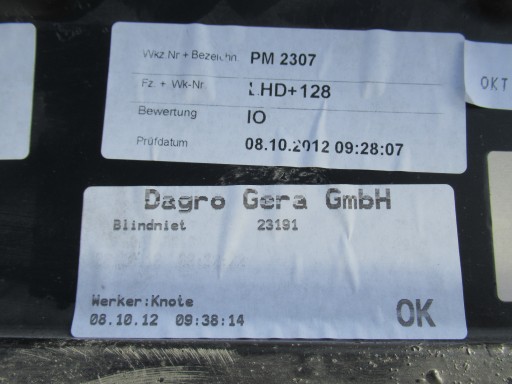 Wkz.Nr + Bezeichn. PM 2307
Fz. + Wk-Nr. LHD+128
Bewertung IO
Prüfdatum 08.10.2012 09:28:07
OKT
Dagro Gera GmbH
Blindniet 23191
Werker:Knote
08.10.12 09:38:14 OK